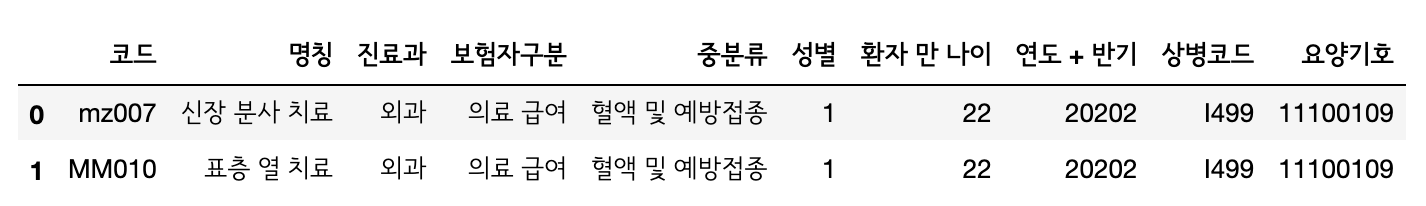 코드 명칭 진료과 보험자구분 중분류 성별 환자 만 나이 연도 + 반기 상병코드 요양기호
0 mz007 신장 분사 치료 외과 의료 급여 혈액 및 예방접종 1 22 20202 I499 11100109
1 MM010 표층 열 치료 외과 의료 급여 혈액 및 예방접종 1 22 20202 I499 11100109